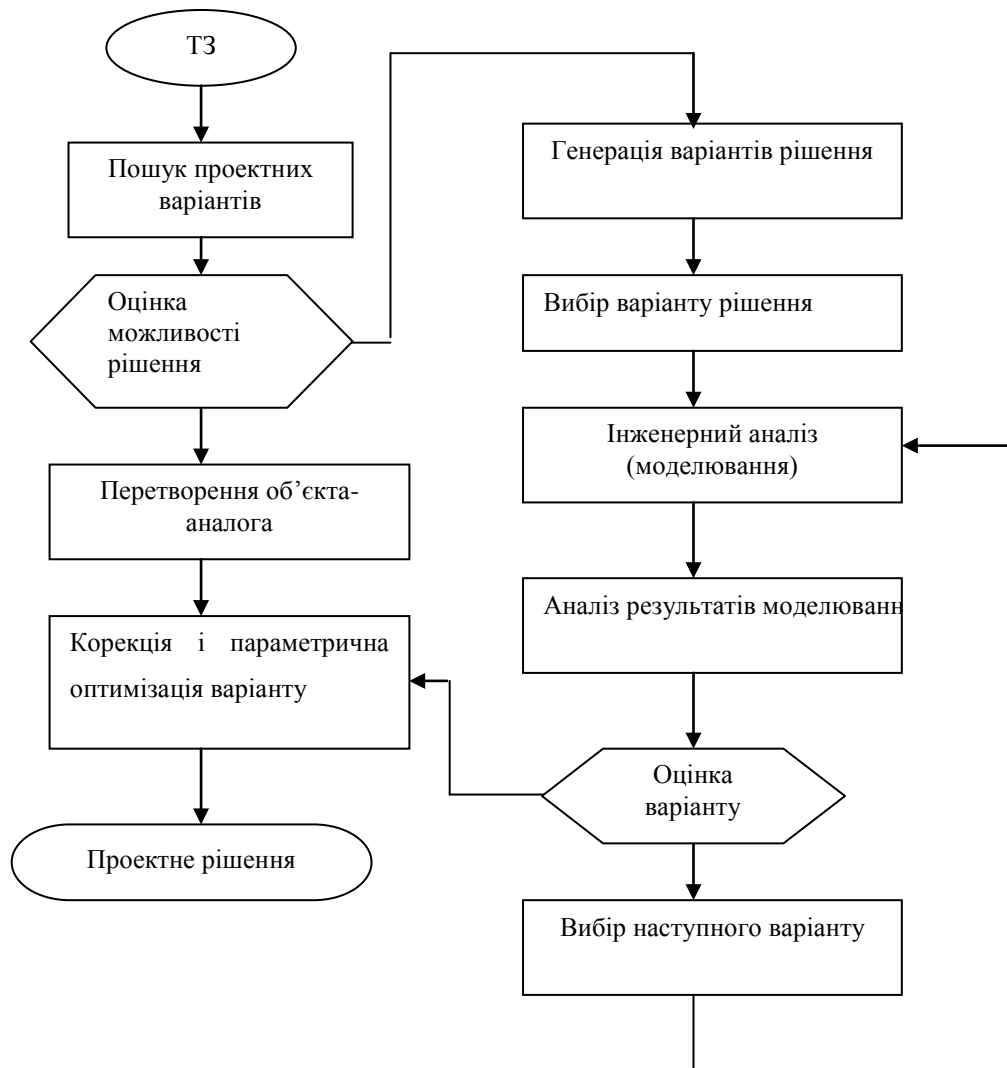 ТЗ
Пошук проектних
варіантів
Оцінка
можливості
рішення
Перетворення об’єкта-
аналога
Корекція і параметрична
оптимізація варіанту
Проектне рішення
Генерація варіантів рішення
Вибір варіанту рішення
Інженерний аналіз
(моделювання)
Аналіз результатів моделюванн
Оцінка
варіанту
Вибір наступного варіанту